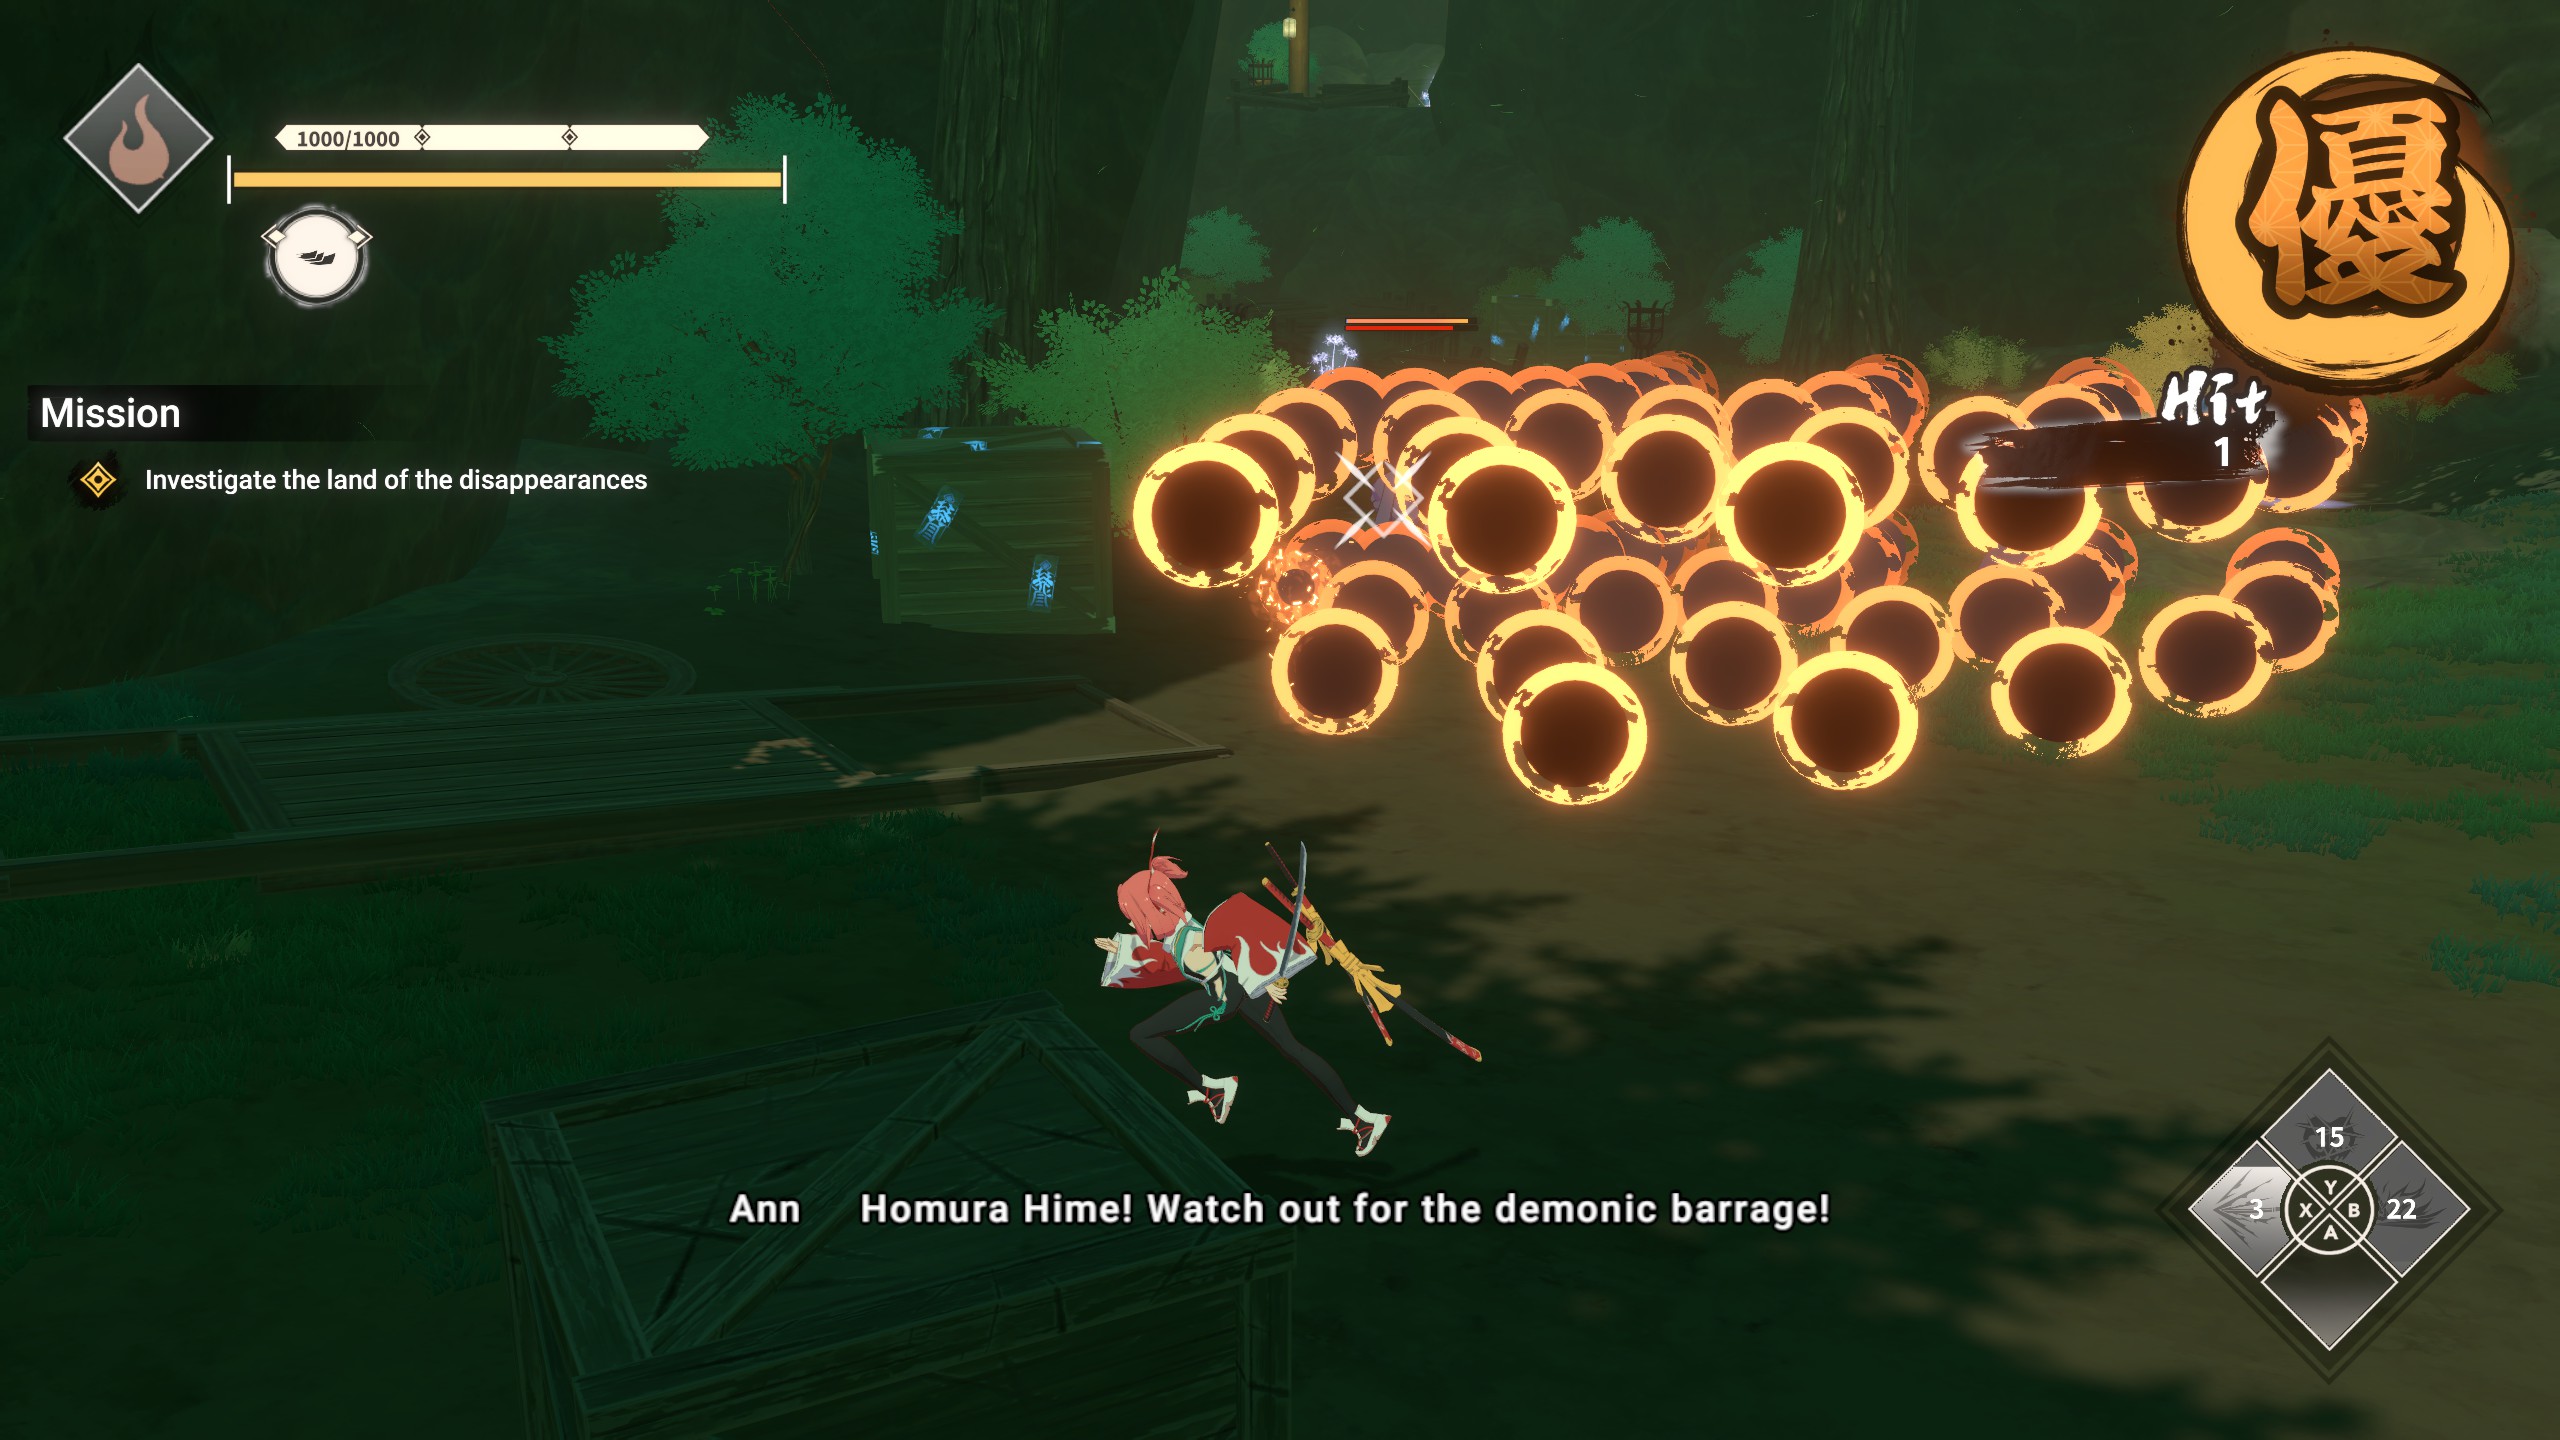 1000/1000
優
Hit
1
Mission
Investigate the land of the disappearances
15
Y
3
X
B
22
A
Ann Homura Hime! Watch out for the demonic barrage!